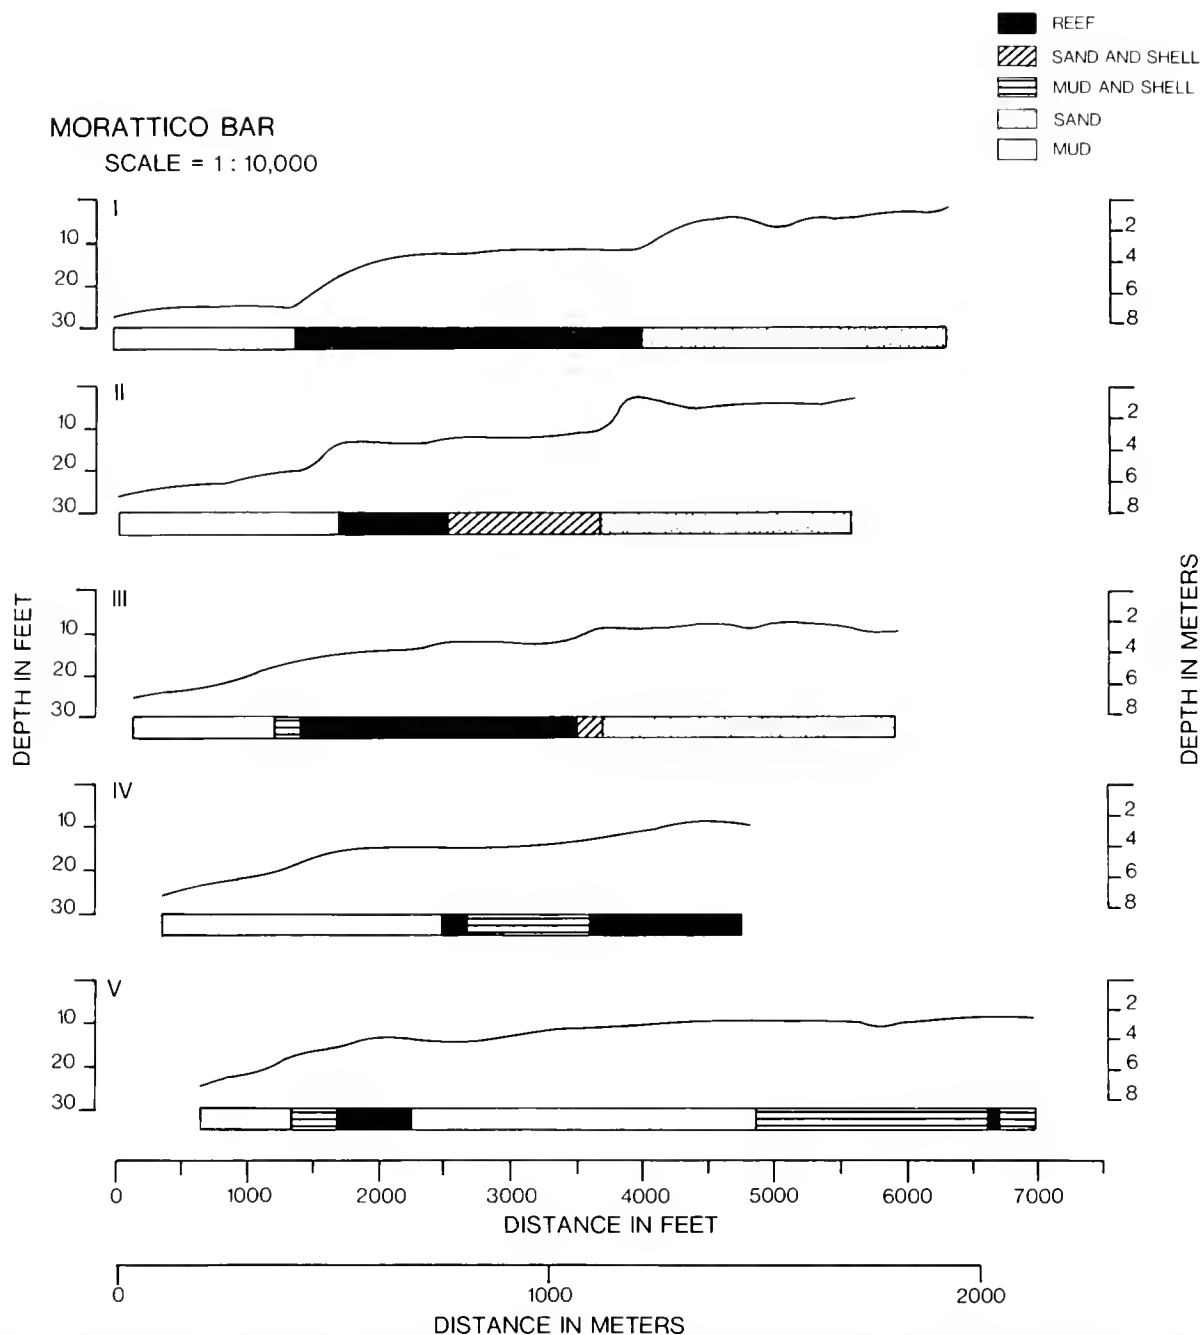 REEF
SAND AND SHELL
MUD AND SHELL
SAND
MUD
MORATTICO BAR
SCALE = 1 : 10,000
I
10
20
30
2
4
6
8
II
10
20
30
2
4
6
8
III
10
20
30
2
4
6
8
IV
10
20
30
2
4
6
8
V
10
20
30
2
4
6
8
DEPTH IN FEET
DEPTH IN METERS
0 1000 2000 3000 4000 5000 6000 7000
DISTANCE IN FEET
0 1000 2000
DISTANCE IN METERS